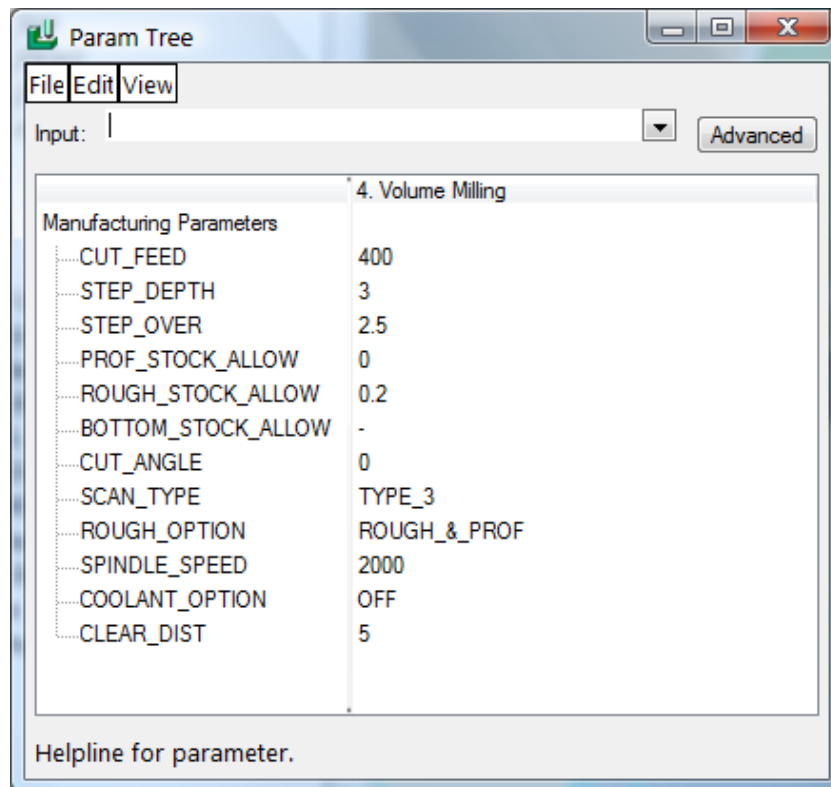 Param Tree
File Edit View
Input:
Advanced
4. Volume Milling
Manufacturing Parameters
CUT_FEED 400
STEP_DEPTH 3
STEP_OVER 2.5
PROF_STOCK_ALLOW 0
ROUGH_STOCK_ALLOW 0.2
BOTTOM_STOCK_ALLOW -
CUT_ANGLE 0
SCAN_TYPE TYPE_3
ROUGH_OPTION ROUGH_&_PROF
SPINDLE_SPEED 2000
COOLANT_OPTION OFF
CLEAR_DIST 5
Helpline for parameter.